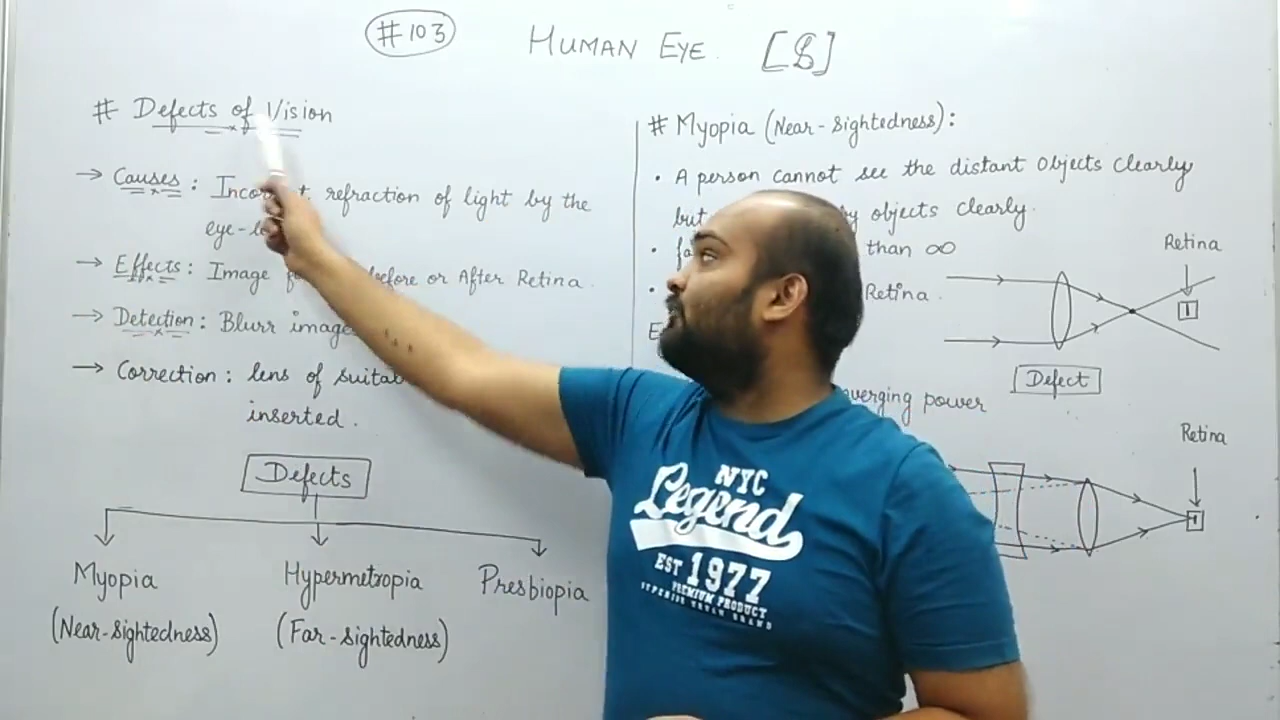 #103
HUMAN EYE. [8]
# Defects of Vision
→ Causes : refraction of light by the
→ Effects : Image before or After Retina.
→ Detection : Blurr image
→ Correction : lens of
inserted.
Defects
Myopia
(Near-Sightedness)
Hypermetropia
(Far-Sightedness)
Presbiopia
# Myopia (Near-Sightedness):
• A person cannot see the distant Objects Clearly
but objects Clearly.
• than ∞
• Retina.
power
Retina
Defect
Retina
NYC
Legend
EST 1977
PREMIUM PRODUCT